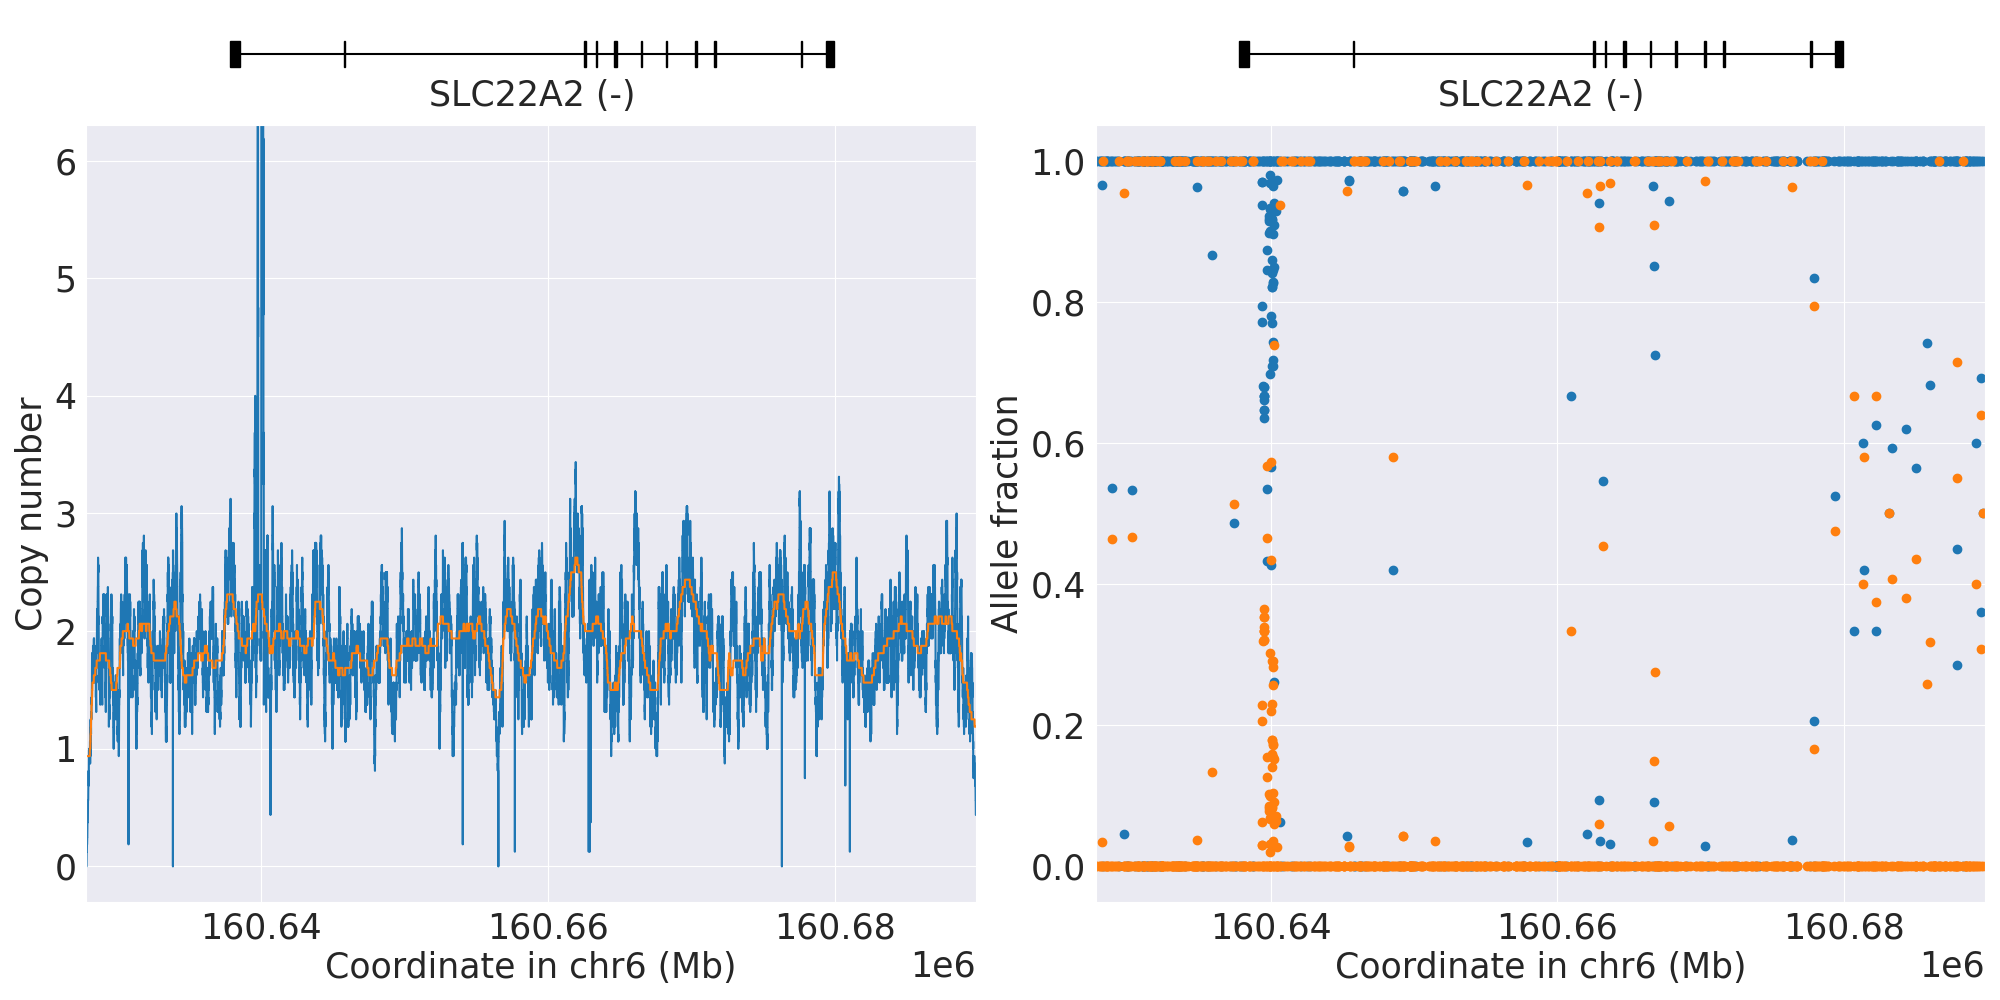 SLC22A2 (-)
6
5
4
3
2
1
0
Copy number
160.64
160.66
160.68
Coordinate in chr6 (Mb)
1e6
SLC22A2 (-)
1.0
0.8
0.6
0.4
0.2
0.0
Allele fraction
160.64
160.66
160.68
Coordinate in chr6 (Mb)
1e6